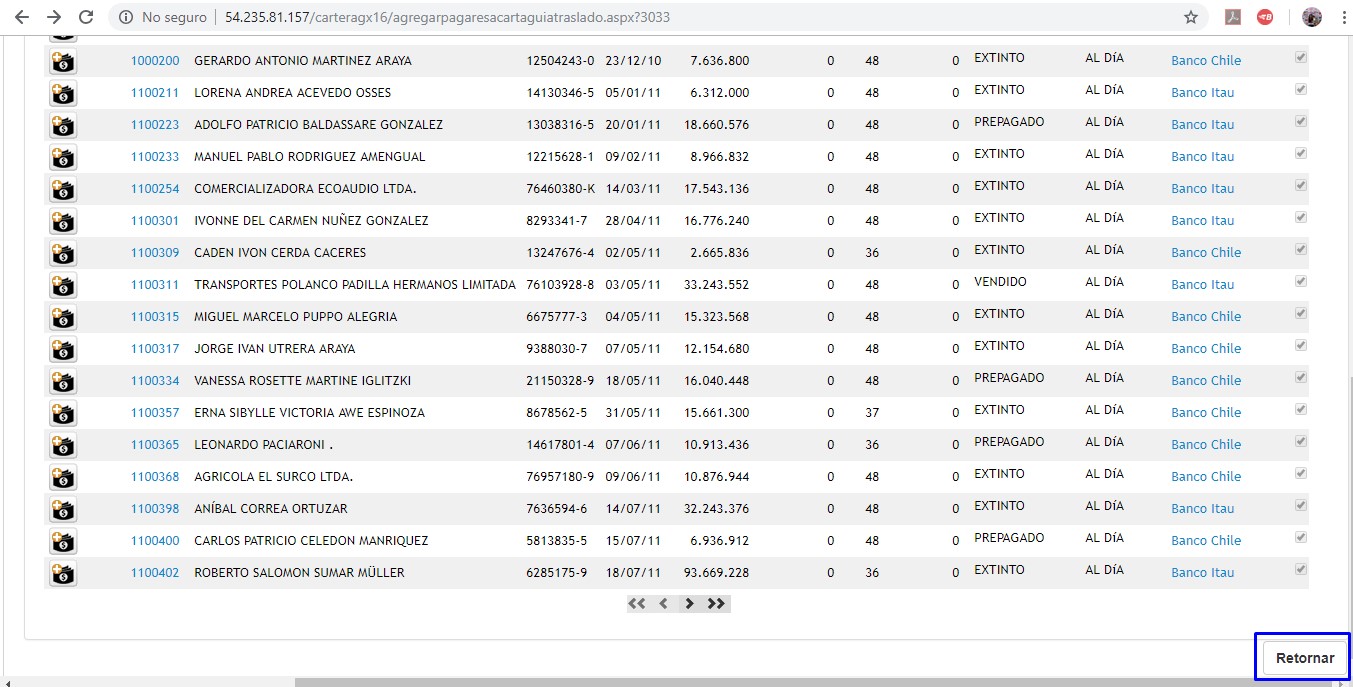 No seguro | 54.235.81.157/carteragx16/agregarpagaresacartaguiatraslado.aspx?3033
1000200 GERARDO ANTONIO MARTINEZ ARAYA 12504243-0 23/12/10 7.636.800 0 48 0 EXTINTO AL DíA Banco Chile
1100211 LORENA ANDREA ACEVEDO OSSES 14130346-5 05/01/11 6.312.000 0 48 0 EXTINTO AL DíA Banco Itau
1100223 ADOLFO PATRICIO BALDASSARE GONZALEZ 13038316-5 20/01/11 18.660.576 0 48 0 PREPAGADO AL DíA Banco Itau
1100233 MANUEL PABLO RODRIGUEZ AMENGUAL 12215628-1 09/02/11 8.966.832 0 48 0 EXTINTO AL DíA Banco Itau
1100254 COMERCIALIZADORA ECOAUDIO LTDA. 76460380-K 14/03/11 17.543.136 0 48 0 EXTINTO AL DíA Banco Itau
1100301 IVONNE DEL CARMEN NUÑEZ GONZALEZ 8293341-7 28/04/11 16.776.240 0 48 0 EXTINTO AL DíA Banco Itau
1100309 CADEN IVON CERDA CACERES 13247676-4 02/05/11 2.665.836 0 36 0 EXTINTO AL DíA Banco Chile
1100311 TRANSPORTES POLANCO PADILLA HERMANOS LIMITADA 76103928-8 03/05/11 33.243.552 0 48 0 VENDIDO AL DíA Banco Itau
1100315 MIGUEL MARCELO PUPPO ALEGRIA 6675777-3 04/05/11 15.323.568 0 48 0 EXTINTO AL DíA Banco Chile
1100317 JORGE IVAN UTRERA ARAYA 9388030-7 07/05/11 12.154.680 0 48 0 EXTINTO AL DíA Banco Chile
1100334 VANESSA ROSETTE MARTINE IGLITZKI 21150328-9 18/05/11 16.040.448 0 48 0 PREPAGADO AL DíA Banco Chile
1100357 ERNA SIBYLLE VICTORIA AWE ESPINOZA 8678562-5 31/05/11 15.661.300 0 37 0 EXTINTO AL DíA Banco Chile
1100365 LEONARDO PACIARONI . 14617801-4 07/06/11 10.913.436 0 36 0 PREPAGADO AL DíA Banco Chile
1100368 AGRICOLA EL SURCO LTDA. 76957180-9 09/06/11 10.876.944 0 48 0 EXTINTO AL DíA Banco Chile
1100398 ANÍBAL CORREA ORTUZAR 7636594-6 14/07/11 32.243.376 0 48 0 EXTINTO AL DíA Banco Itau
1100400 CARLOS PATRICIO CELEDON MANRIQUEZ 5813835-5 15/07/11 6.936.912 0 48 0 PREPAGADO AL DíA Banco Chile
1100402 ROBERTO SALOMON SUMAR MÜLLER 6285175-9 18/07/11 93.669.228 0 36 0 EXTINTO AL DíA Banco Itau
Retornar